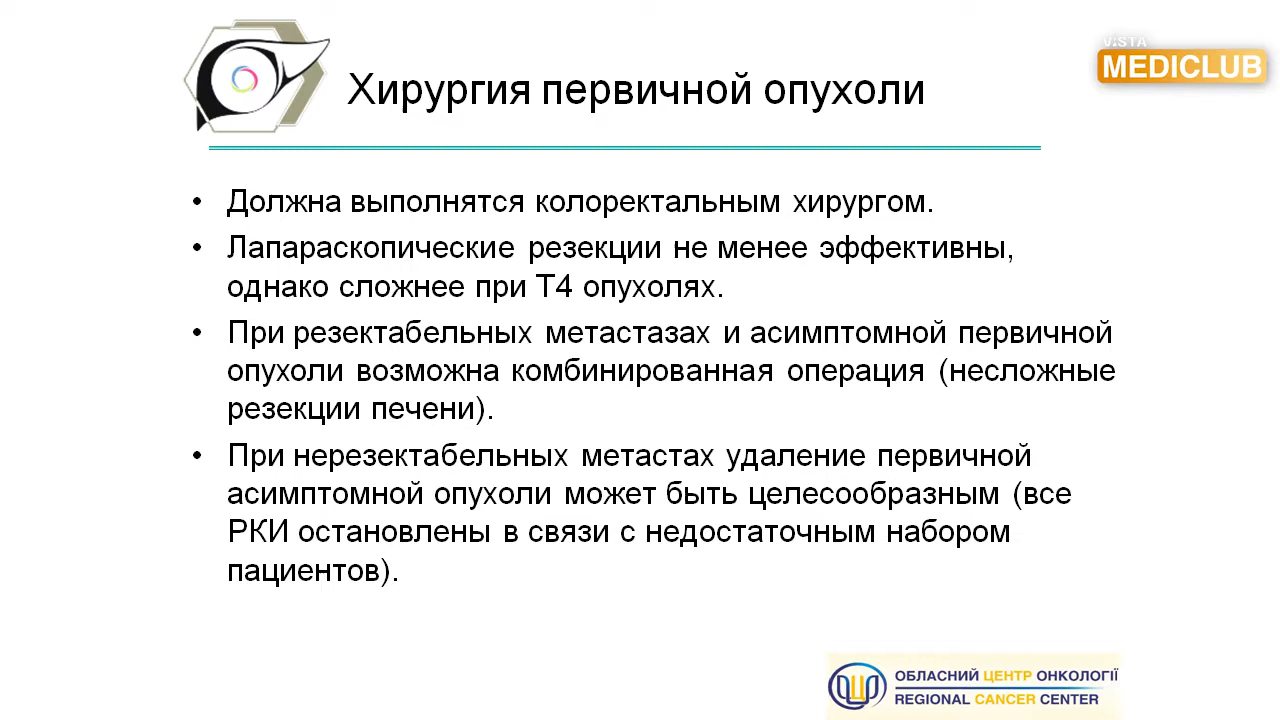 VISTA
MEDICLUB
Хирургия первичной опухоли
• Должна выполнятся колоректальным хирургом.
• Лапараскопические резекции не менее эффективны,
однако сложнее при Т4 опухолях.
• При резектабельных метастазах и асимптомной первичной
опухоли возможна комбинированная операция (несложные
резекции печени).
• При нерезектабельных метастах удаление первичной
асимптомной опухоли может быть целесообразным (все
РКИ остановлены в связи с недостаточным набором
пациентов).
ОБЛАСНИЙ ЦЕНТР ОНКОЛОГІЇ
REGIONAL CANCER CENTER